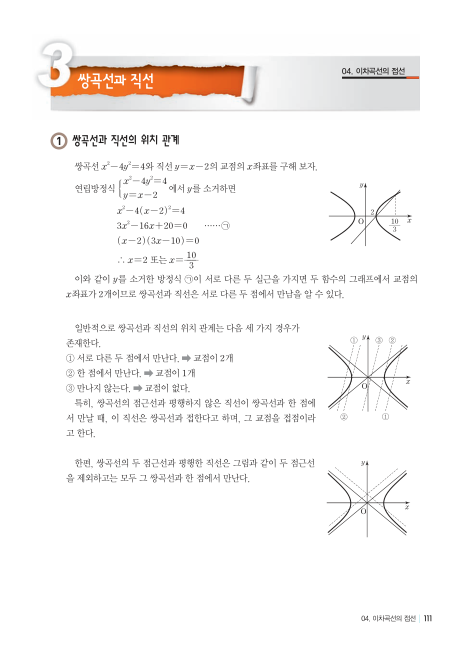 3 쌍곡선과 직선
04. 이차곡선의 접선
1 쌍곡선과 직선의 위치 관계
쌍곡선 x²-4y²=4와 직선 y=x-2의 교점의 x좌표를 구해 보자.
연립방정식 { x²-4y²=4
y=x-2 에서 y를 소거하면
x²-4(x-2)²=4
3x²-16x+20=0 ……㉠
(x-2)(3x-10)=0
∴ x=2 또는 x=10/3
y
2
O
10/3
x
이와 같이 y를 소거한 방정식 ㉠이 서로 다른 두 실근을 가지면 두 함수의 그래프에서 교점의
x좌표가 2개이므로 쌍곡선과 직선은 서로 다른 두 점에서 만남을 알 수 있다.
일반적으로 쌍곡선과 직선의 위치 관계는 다음 세 가지 경우가
존재한다.
① 서로 다른 두 점에서 만난다. ➡ 교점이 2개
② 한 점에서 만난다. ➡ 교점이 1개
③ 만나지 않는다. ➡ 교점이 없다.
특히, 쌍곡선의 점근선과 평행하지 않은 직선이 쌍곡선과 한 점에
서 만날 때, 이 직선은 쌍곡선과 접한다고 하며, 그 교점을 접점이라
고 한다.
① y ③ ②
O x
② ①
한편, 쌍곡선의 두 점근선과 평행한 직선은 그림과 같이 두 점근선
을 제외하고는 모두 그 쌍곡선과 한 점에서 만난다.
y
O x
04. 이차곡선의 접선 | 111